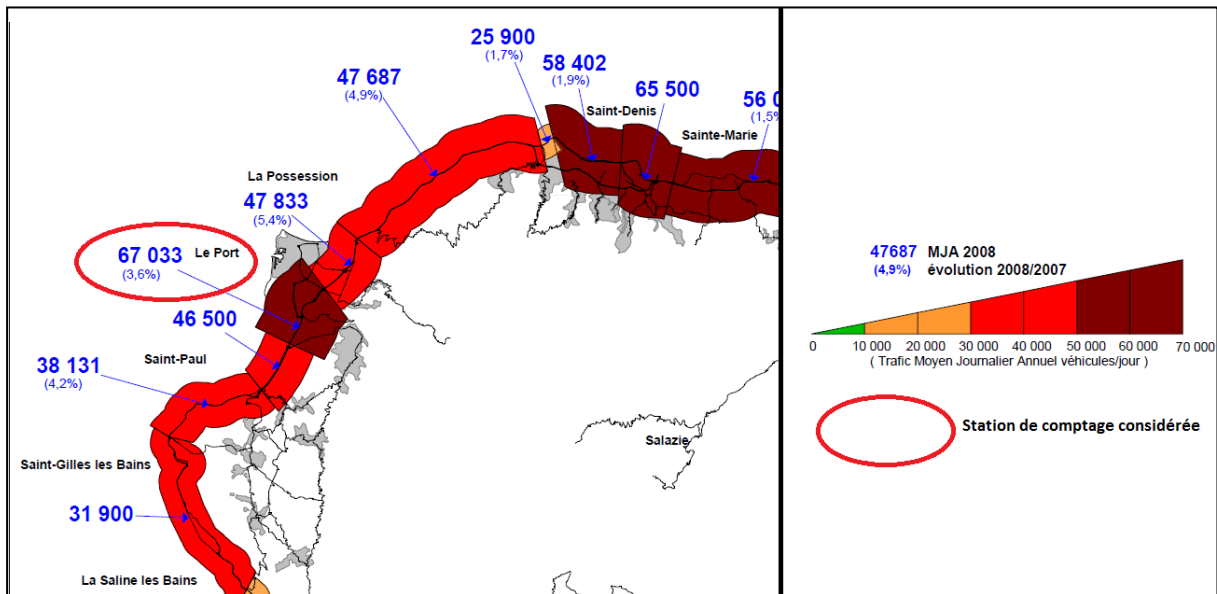 25 900
(1,7%)
58 402
(1,9%)
47 687
(4,9%)
Saint-Denis
65 500
56 0
(1,5%
Sainte-Marie
La Possession
47 833
(5,4%)
Le Port
67 033
(3,6%)
46 500
Saint-Paul
38 131
(4,2%)
Salazie
Saint-Gilles les Bains
31 900
La Saline les Bains
47687 MJA 2008
(4,9%) évolution 2008/2007
0 10 000 20 000 30 000 40 000 50 000 60 000 70 000
( Trafic Moyen Journalier Annuel véhicules/jour )
Station de comptage considérée